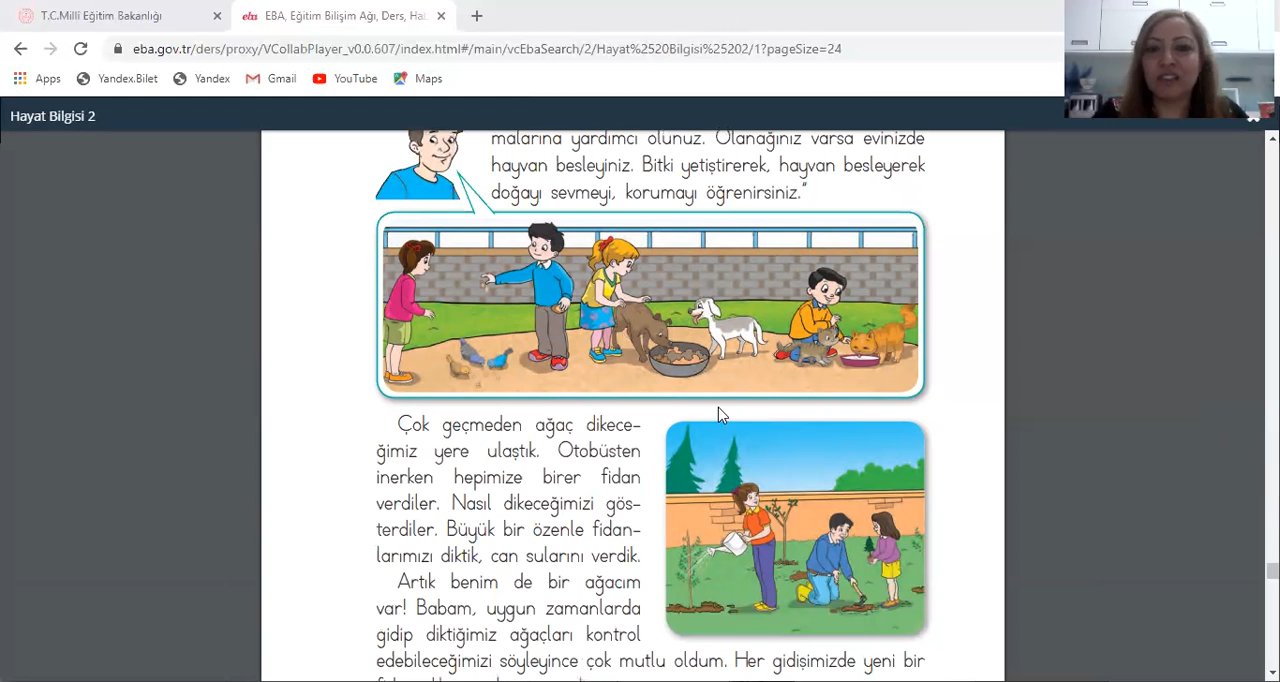 T.C.Millî Eğitim Bakanlığı
eba EBA, Eğitim Bilişim Ağı, Ders, Hab
eba.gov.tr/ders/proxy/VCollabPlayer_v0.0.607/index.html#/main/vcEbaSearch/2/Hayat%2520Bilgisi%25202/1?pageSize=24
Apps Yandex.Bilet Yandex Gmail YouTube Maps
Hayat Bilgisi 2
malarına yardımcı olunuz. Olanağınız varsa evinizde
hayvan besleyiniz. Bitki yetiştirerek, hayvan besleyerek
doğayı sevmeyi, korumayı öğrenirsiniz.”
Çok geçmeden ağaç dikece-
ğimiz yere ulaştık. Otobüsten
inerken hepimize birer fidan
verdiler. Nasıl dikeceğimizi gös-
terdiler. Büyük bir özenle fidan-
larımızı diktik, can sularını verdik.
Artık benim de bir ağacım
var! Babam, uygun zamanlarda
gidip diktiğimiz ağaçları kontrol
edebileceğimizi söyleyince çok mutlu oldum. Her gidişimizde yeni bir